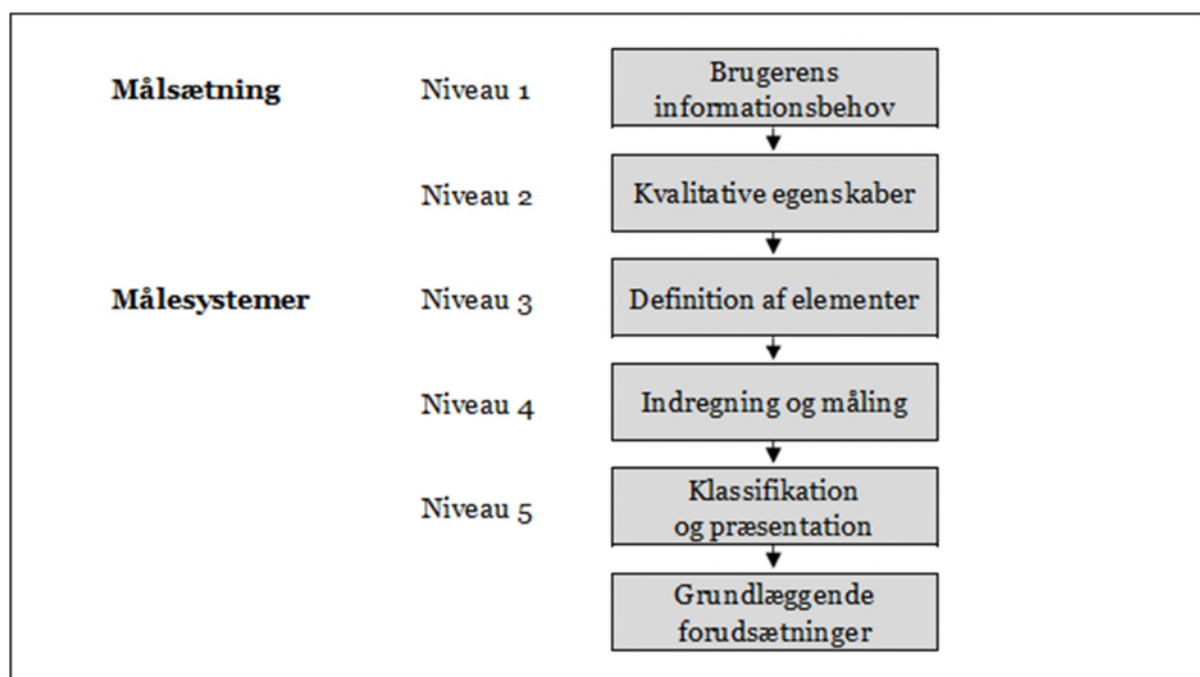 Målsætning Niveau 1 Brugerens
informationsbehov
Niveau 2 Kvalitative egenskaber
Målesystemer Niveau 3 Definition af elementer
Niveau 4 Indregning og måling
Niveau 5 Klassifikation
og præsentation
Grundlæggende
forudsætninger